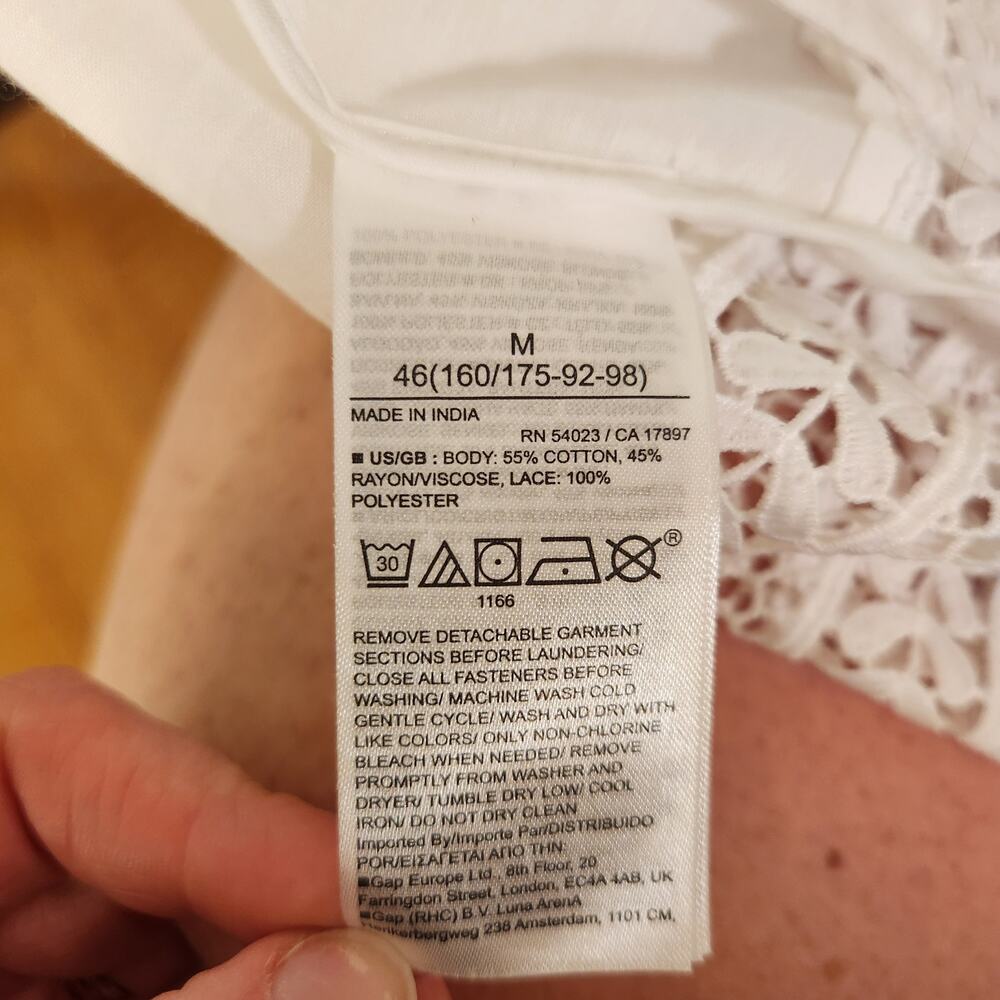 M
46(160/175-92-98)
MADE IN INDIA
RN 54023 / CA 17897
US/GB : BODY: 55% COTTON, 45%
RAYON/VISCOSE, LACE: 100%
POLYESTER
30
®
1166
REMOVE DETACHABLE GARMENT
SECTIONS BEFORE LAUNDERING/
CLOSE ALL FASTENERS BEFORE
WASHING/ MACHINE WASH COLD
GENTLE CYCLE/ WASH AND DRY WITH
LIKE COLORS/ ONLY NON-CHLORINE
BLEACH WHEN NEEDED/ REMOVE
PROMPTLY FROM WASHER AND
DRYER/ TUMBLE DRY LOW/ COOL
IRON/ DO NOT DRY CLEAN
Imported By/Importe Par/DISTRIBUIDO
POR/ΕΙΣΑΓΕΤΑΙ ΑΠΟ ΤΗΝ:
Gap Europe Ltd., 8th Floor, 20
Farringdon Street, London, EC4A 4AB, UK
Gap (RHC) B.V. Luna ArenA
238 Amsterdam, 1101 CM,